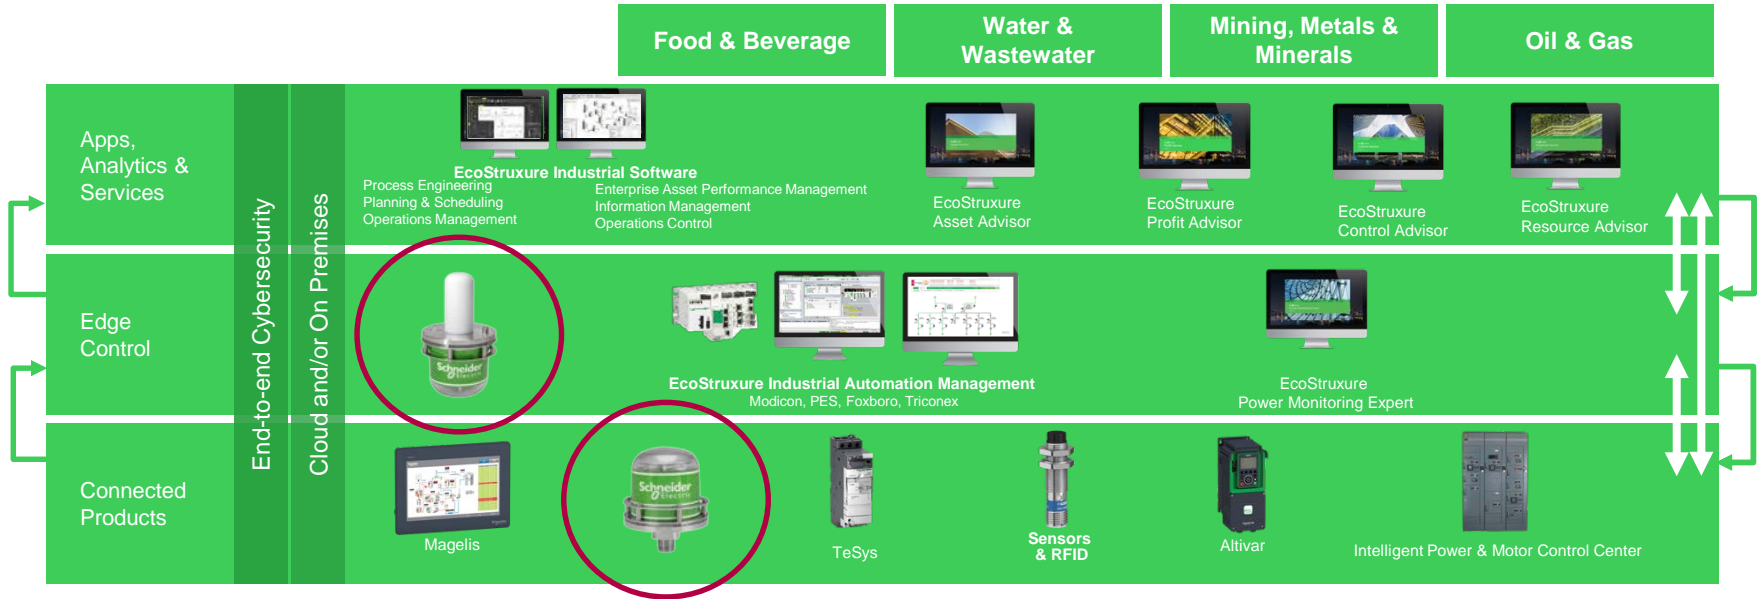 Food & Beverage
Water &
Wastewater
Mining, Metals &
Minerals
Oil & Gas
Apps,
Analytics &
Services
End-to-end Cybersecurity
Cloud and/or On Premises
EcoStruxure Industrial Software
Process Engineering
Planning & Scheduling
Operations Management
Enterprise Asset Performance Management
Information Management
Operations Control
EcoStruxure
Asset Advisor
EcoStruxure
Profit Advisor
EcoStruxure
Control Advisor
EcoStruxure
Resource Advisor
Edge
Control
Schneider
Electric
EcoStruxure Industrial Automation Management
Modicon, PES, Foxboro, Triconex
EcoStruxure
Power Monitoring Expert
Connected
Products
Magelis
Schneider
Electric
TeSys
Sensors
& RFID
Altivar
Intelligent Power & Motor Control Center